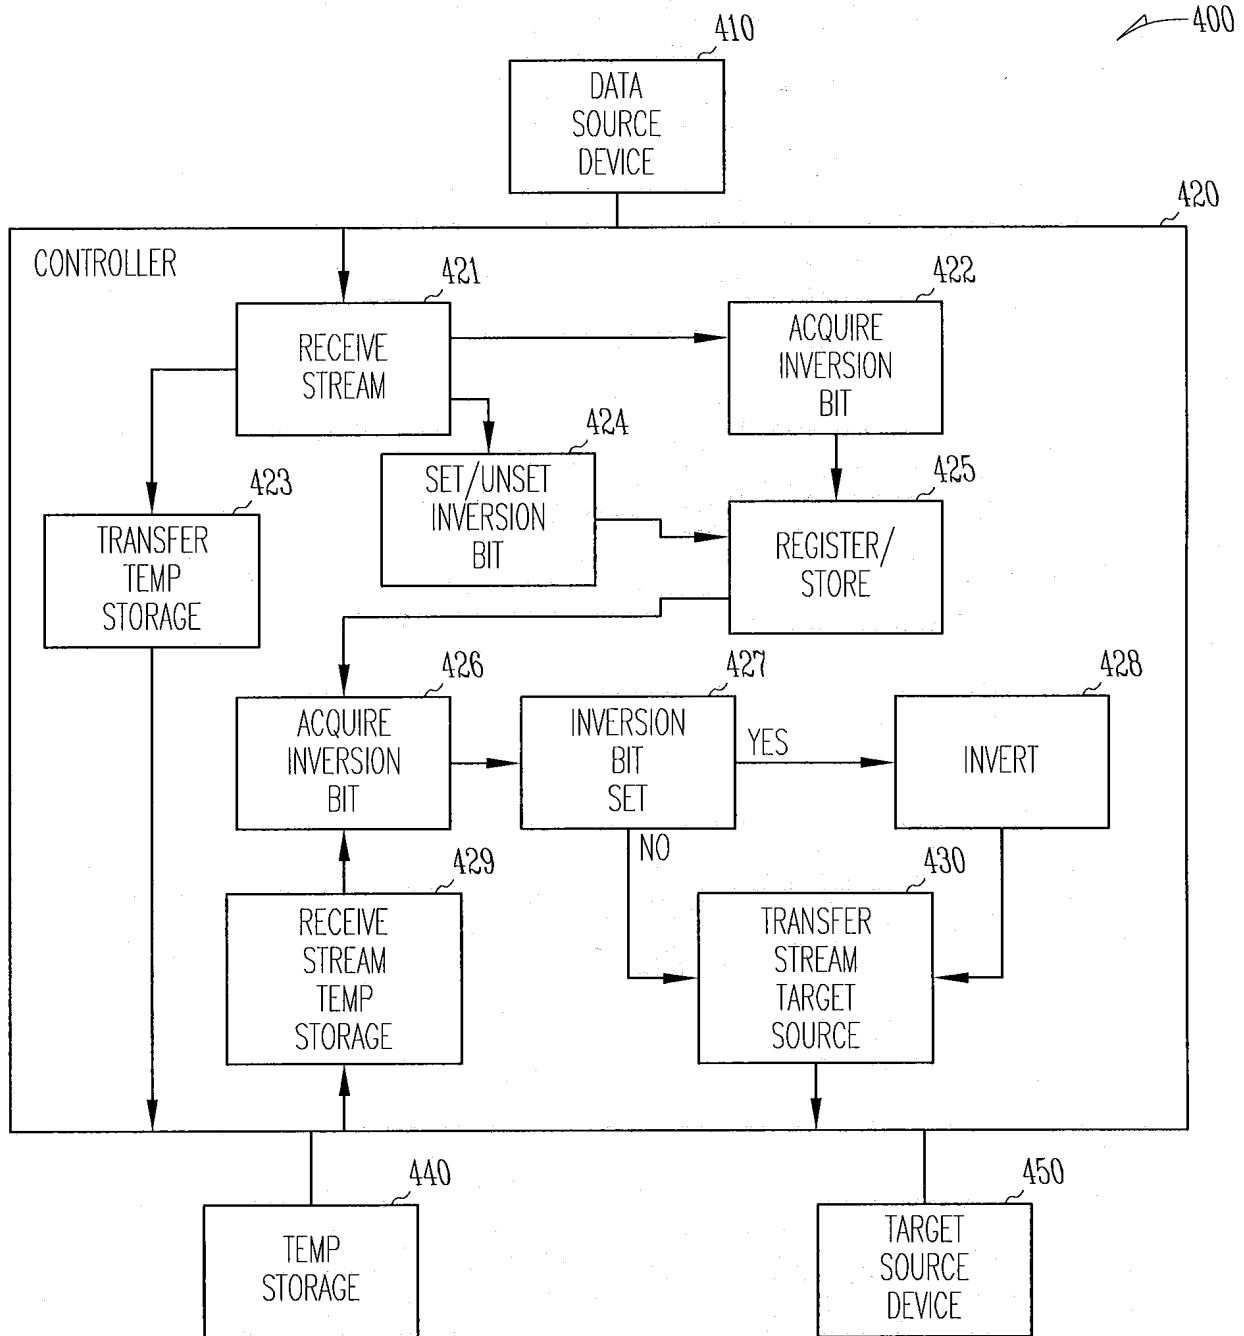 400
410
DATA
SOURCE
DEVICE
420
CONTROLLER
421
RECEIVE
STREAM
422
ACQUIRE
INVERSION
BIT
423
TRANSFER
TEMP
STORAGE
424
SET/UNSET
INVERSION
BIT
425
REGISTER/
STORE
426
ACQUIRE
INVERSION
BIT
427
INVERSION
BIT
SET
YES
NO
428
INVERT
429
RECEIVE
STREAM
TEMP
STORAGE
430
TRANSFER
STREAM
TARGET
SOURCE
440
TEMP
STORAGE
450
TARGET
SOURCE
DEVICE